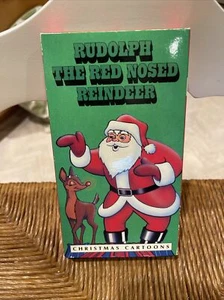 RUDOLPH
THE RED NOSED
REINDEER
CHRISTMAS CARTOONS